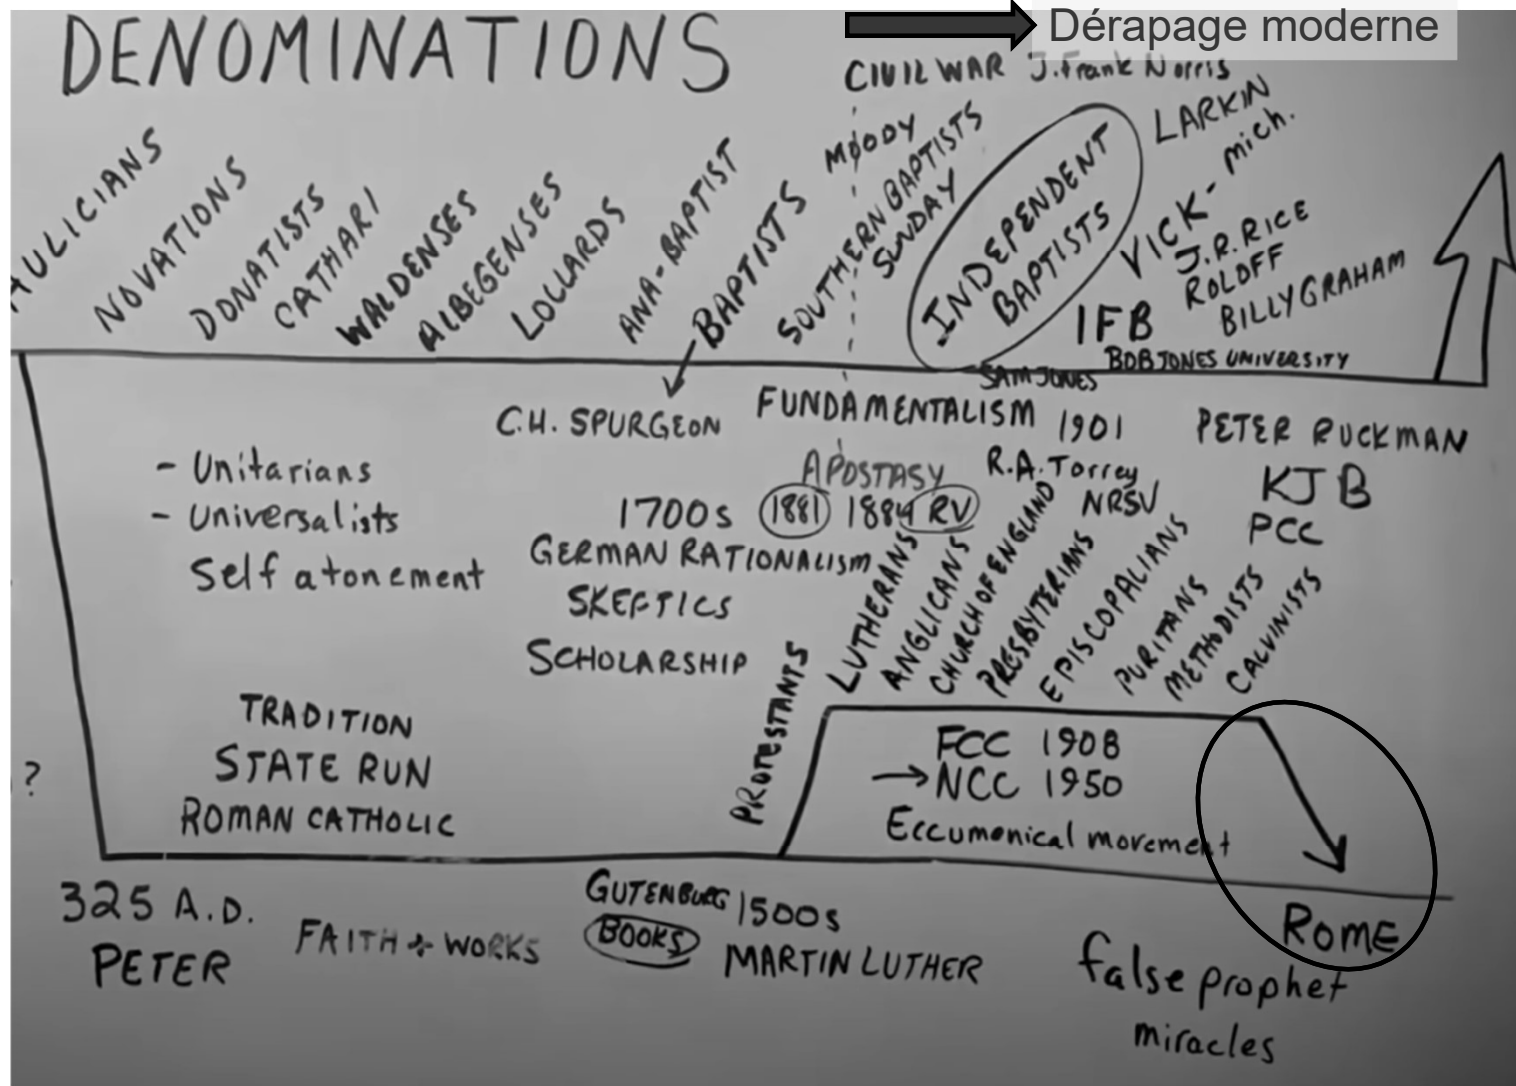 DENOMINATIONS
Dérapage moderne
CIVIL WAR
J. Frank Norris
AULICIANS
NOVATIONS
DONATISTS
CATHARI
WALDENSES
ALBEGENSES
LOLLARDS
ANA-BAPTIST
BAPTISTS
MOODY
SOUTHERN BAPTISTS
SUNDAY
INDEPENDENT
BAPTISTS
LARKIN
VICK - mich.
J.R. RICE
ROLOFF
BILLY GRAHAM
IFB
BOB JONES UNIVERSITY
SAM JONES
C.H. SPURGEON
FUNDAMENTALISM
1901
PETER RUCKMAN
- Unitarians
- Universalists
Self atonement
APOSTASY
R.A. Torrey
KJB
1700s
1881
1884 RV
NRSV
PCC
GERMAN RATIONALISM
SKEPTICS
SCHOLARSHIP
PROTESTANTS
LUTHERANS
ANGLICANS
CHURCH OF ENGLAND
PRESBYTERIANS
EPISCOPALIANS
PURITANS
METHODISTS
CALVINISTS
TRADITION
STATE RUN
ROMAN CATHOLIC
?
FCC 1908
NCC 1950
Eccumenical movement
325 A.D.
PETER
FAITH + WORKS
GUTENBURG
BOOKS
1500s
MARTIN LUTHER
ROME
false prophet
miracles